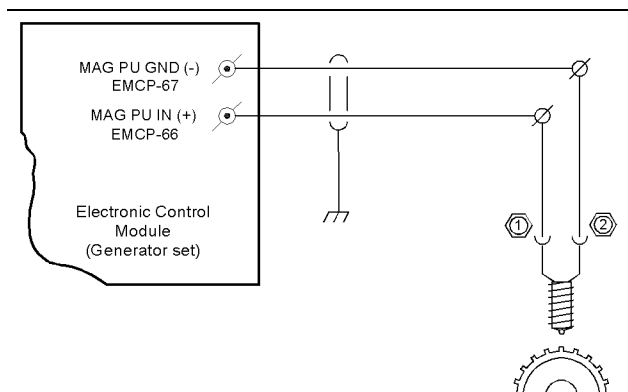 MAG PU GND (-)
EMCP-67
MAG PU IN (+)
EMCP-66
Electronic Control
Module
(Generator set)
1
2